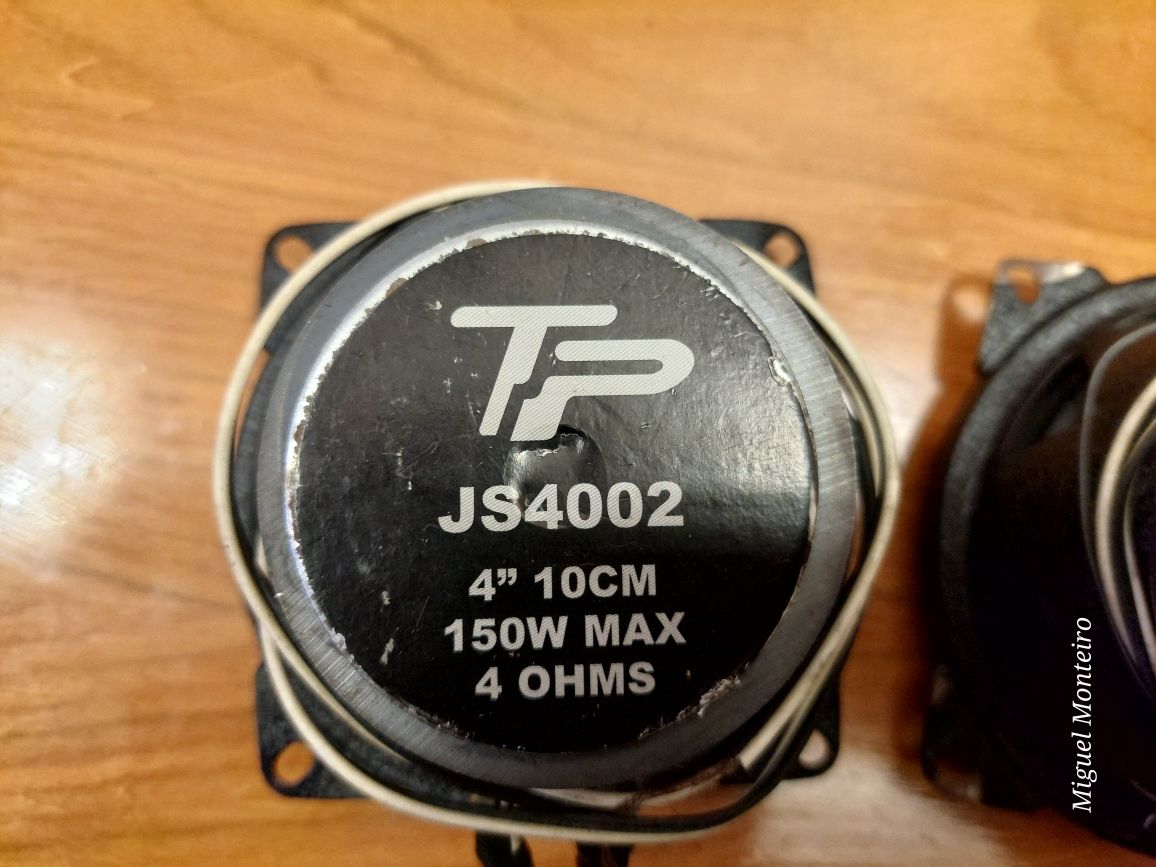 TP
JS4002
4” 10CM
150W MAX
4 OHMS
Miguel Monteiro